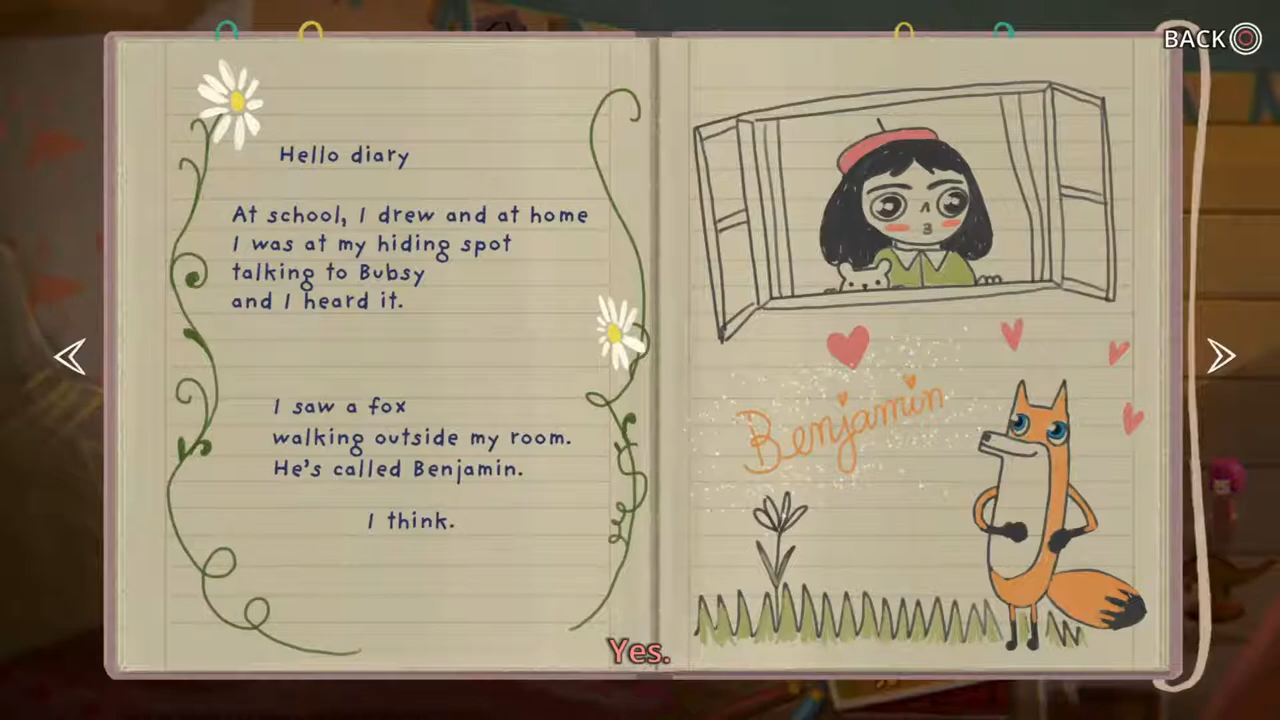 BACK
Hello diary
At school, I drew and at home
I was at my hiding spot
talking to Bubsy
and I heard it.
I saw a fox
walking outside my room.
He's called Benjamin.
I think.
Benjamin
Yes.